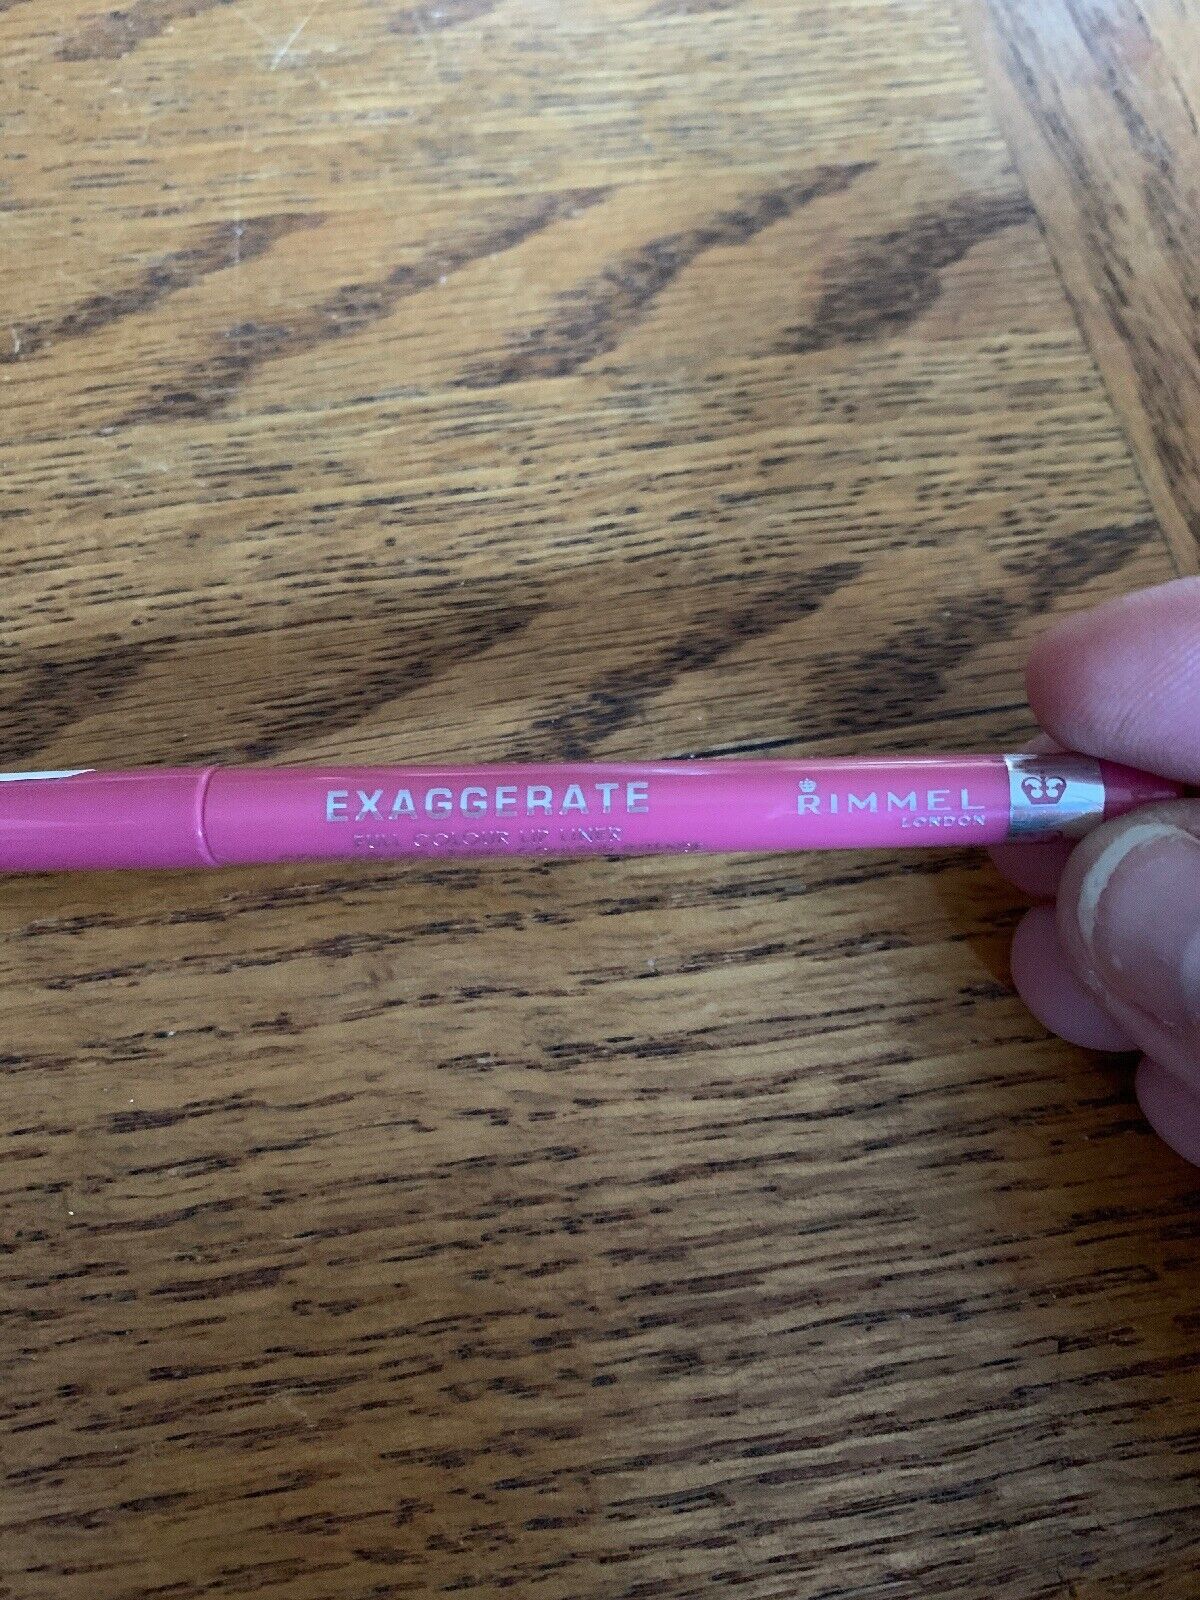 EXAGGERATE
FULL COLOUR LIP LINER
RIMMEL
LONDON